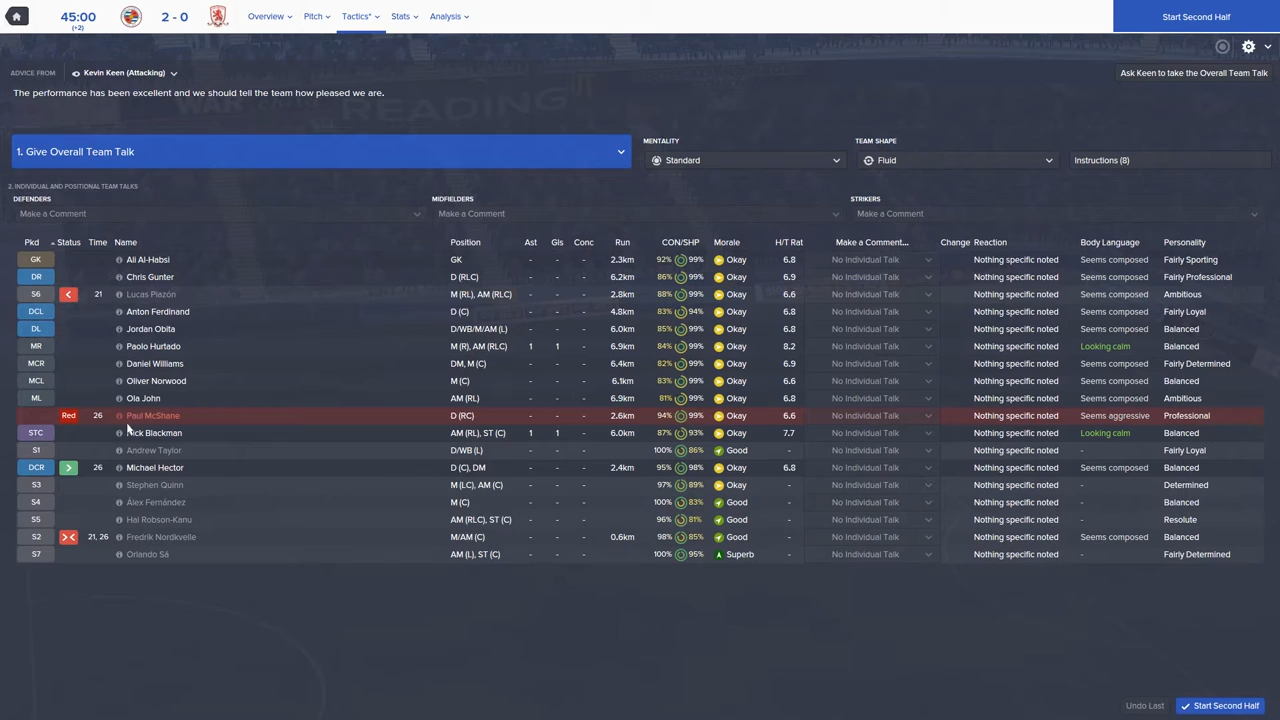 45:00 2 - 0 Overview Pitch Tactics* Stats Analysis Start Second Half
(+2)
ADVICE FROM Kevin Keen (Attacking) Ask Keen to take the Overall Team Talk
The performance has been excellent and we should tell the team how pleased we are.
READING
1. Give Overall Team Talk
MENTALITY TEAM SHAPE
Standard Fluid Instructions (8)
2. INDIVIDUAL AND POSITIONAL TEAM TALKS
DEFENDERS MIDFIELDERS STRIKERS
Make a Comment Make a Comment Make a Comment
Pkd Status Time Name Position Ast Gls Conc Run CON/SHP Morale H/T Rat Make a Comment... Change Reaction Body Language Personality
GK Ali Al-Habsi GK - - - 2.3km 92% 99% Okay 6.8 No Individual Talk Nothing specific noted Seems composed Fairly Sporting
DR Chris Gunter D (RLC) - - - 6.2km 86% 99% Okay 6.9 No Individual Talk Nothing specific noted Seems composed Fairly Professional
S6 21 Lucas Piazón M (RL), AM (RLC) - - - 2.8km 88% 99% Okay 6.6 No Individual Talk Nothing specific noted Seems composed Ambitious
DCL Anton Ferdinand D (C) - - - 4.8km 83% 94% Okay 6.8 No Individual Talk Nothing specific noted Seems composed Fairly Loyal
DL Jordan Obita D/WB/M/AM (L) - - - 6.0km 85% 99% Okay 6.8 No Individual Talk Nothing specific noted Seems composed Balanced
MR Paolo Hurtado M (R), AM (RLC) 1 1 - 6.9km 84% 99% Okay 8.2 No Individual Talk Nothing specific noted Looking calm Balanced
MCR Daniel Williams DM, M (C) - - - 6.4km 82% 99% Okay 6.9 No Individual Talk Nothing specific noted Seems composed Fairly Determined
MCL Oliver Norwood M (C) - - - 6.1km 83% 99% Okay 6.6 No Individual Talk Nothing specific noted Seems composed Balanced
ML Ola John AM (RL) - - - 6.9km 81% 99% Okay 6.8 No Individual Talk Nothing specific noted Seems composed Ambitious
Red 26 Paul McShane D (RC) - - - 2.6km 94% 99% Okay 6.6 No Individual Talk Nothing specific noted Seems aggressive Professional
STC Nick Blackman AM (RL), ST (C) 1 1 - 6.0km 87% 93% Okay 7.7 No Individual Talk Nothing specific noted Looking calm Balanced
S1 Andrew Taylor D/WB (L) - - - 100% 86% Good - No Individual Talk Nothing specific noted - Fairly Loyal
DCR 26 Michael Hector D (C), DM - - - 2.4km 95% 98% Okay 6.8 No Individual Talk Nothing specific noted Seems composed Balanced
S3 Stephen Quinn M (LC), AM (C) - - - 97% 89% Okay - No Individual Talk Nothing specific noted - Determined
S4 Álex Fernández M (C) - - - 100% 83% Good - No Individual Talk Nothing specific noted - Balanced
S5 Hal Robson-Kanu AM (RLC), ST (C) - - - 96% 81% Good - No Individual Talk Nothing specific noted - Resolute
S2 21, 26 Fredrik Nordkvelle M/AM (C) - - - 0.6km 98% 85% Good - No Individual Talk Nothing specific noted Seems composed Balanced
S7 Orlando Sá AM (L), ST (C) - - - 100% 95% Superb - No Individual Talk Nothing specific noted - Fairly Determined
Undo Last Start Second Half